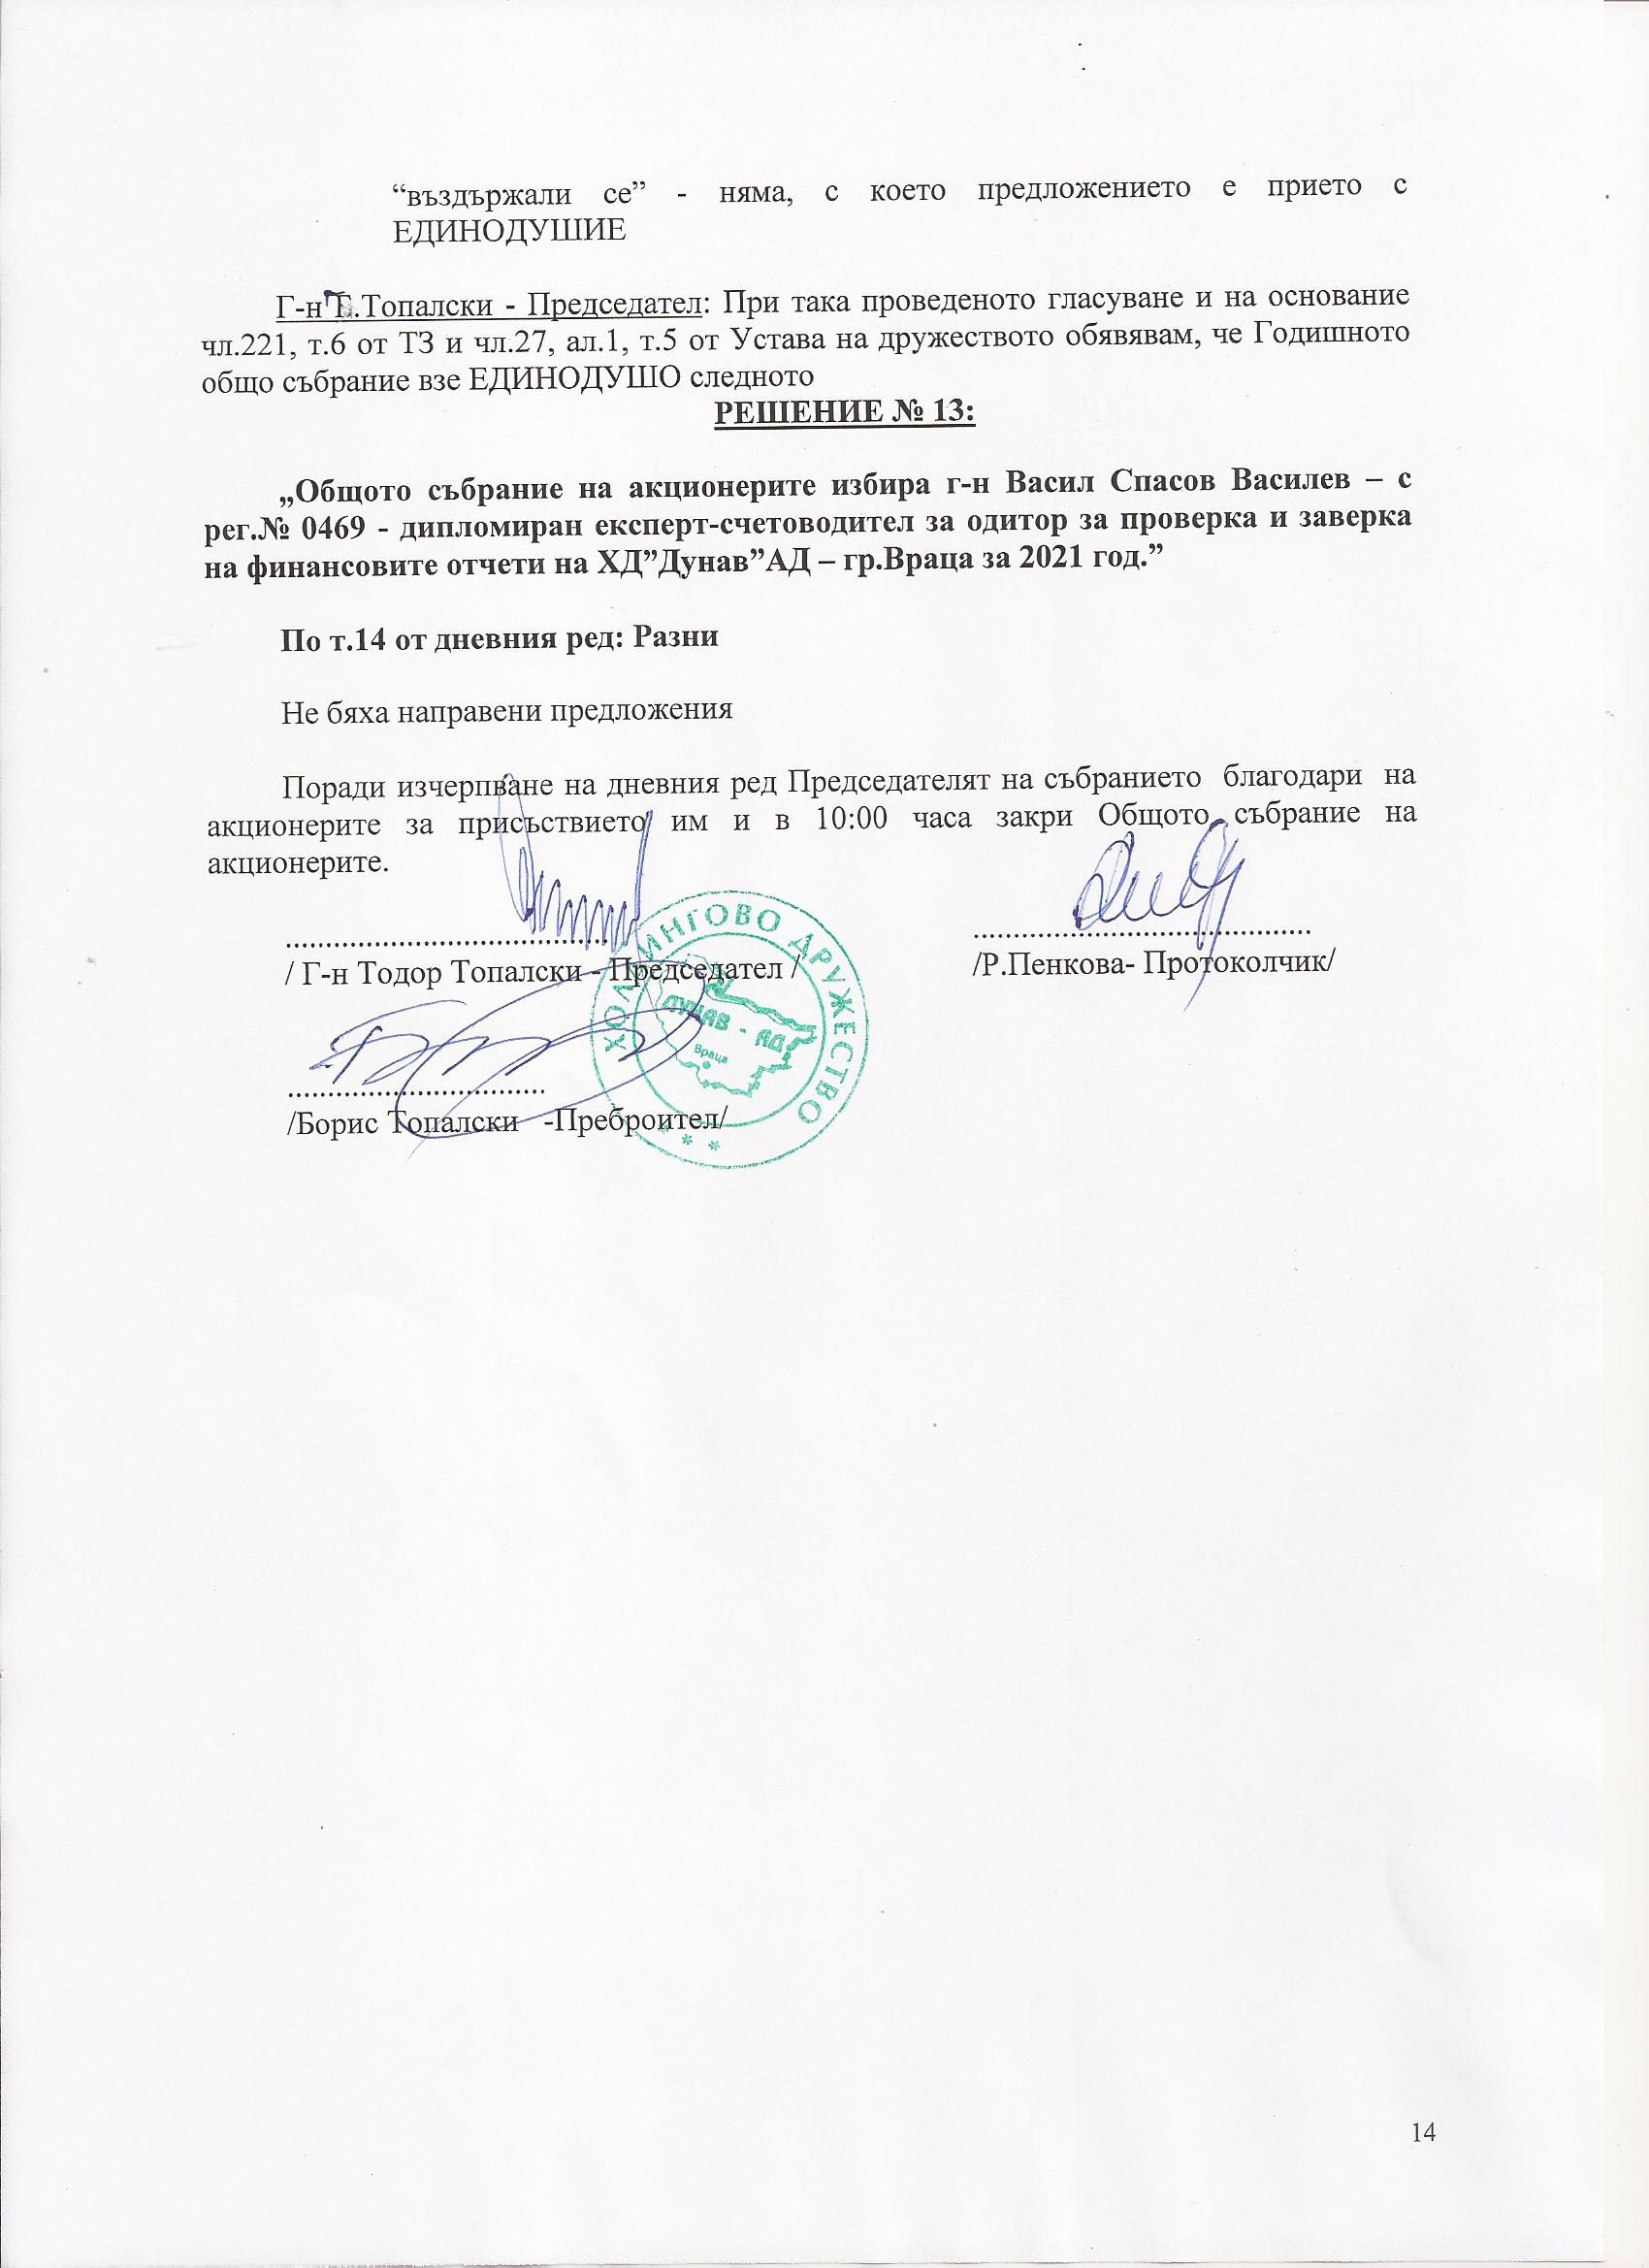 “въздържали се” - няма, с което предложението е прието с
ЕДИНОДУШИЕ
Г-н Т.Топалски - Председател: При така проведеното гласуване и на основание
чл.221, т.6 от ТЗ и чл.27, ал.1, т.5 от Устава на дружеството обявявам, че Годишното
общо събрание взе ЕДИНОДУШО следното
РЕШЕНИЕ № 13:
„Общото събрание на акционерите избира г-н Васил Спасов Василев – с
рег.№ 0469 - дипломиран експерт-счетоводител за одитор за проверка и заверка
на финансовите отчети на ХД”Дунав”АД – гр.Враца за 2021 год.”
По т.14 от дневния ред: Разни
Не бяха направени предложения
Поради изчерпване на дневния ред Председателят на събранието благодари на
акционерите за присъствието им и в 10:00 часа закри Общото събрание на
акционерите.
/ Г-н Тодор Топалски - Председател /
/Р.Пенкова- Протоколчик/
/Борис Топалски -Преброител/
ХОЛДИНГОВО ДРУЖЕСТВО
ДУНАВ - АД
Враца
14